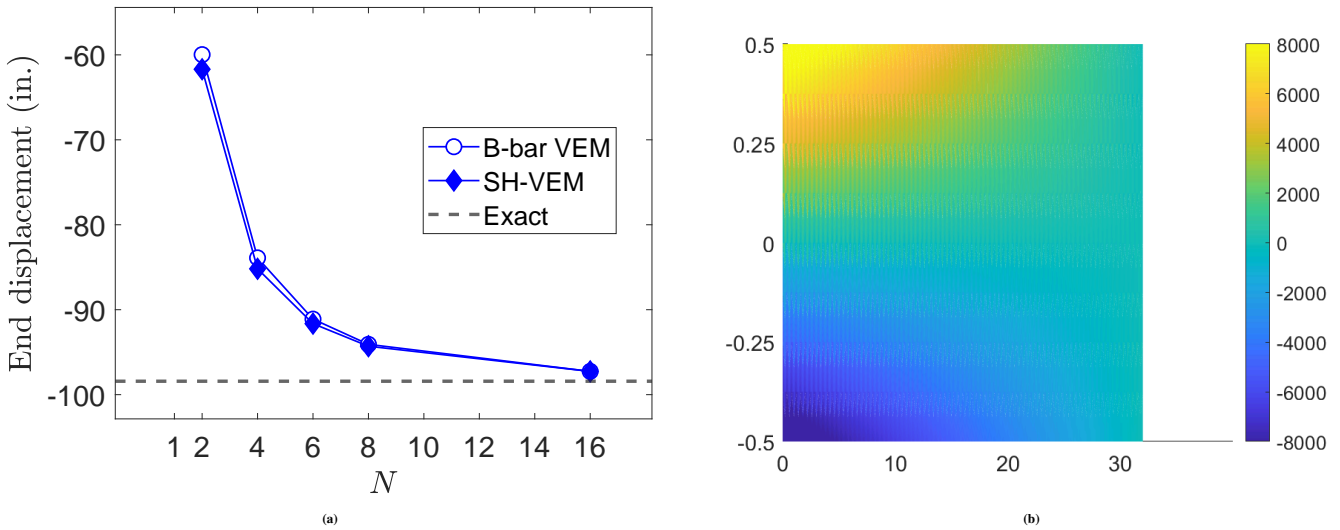 End displacement (in.)
-60
-70
-80
-90
-100
B-bar VEM
SH-VEM
Exact
1 2 4 6 8 10 12 14 16
N
(a)
0.5
0.25
0
-0.25
-0.5
0 10 20 30
8000
6000
4000
2000
0
-2000
-4000
-6000
-8000
(b)